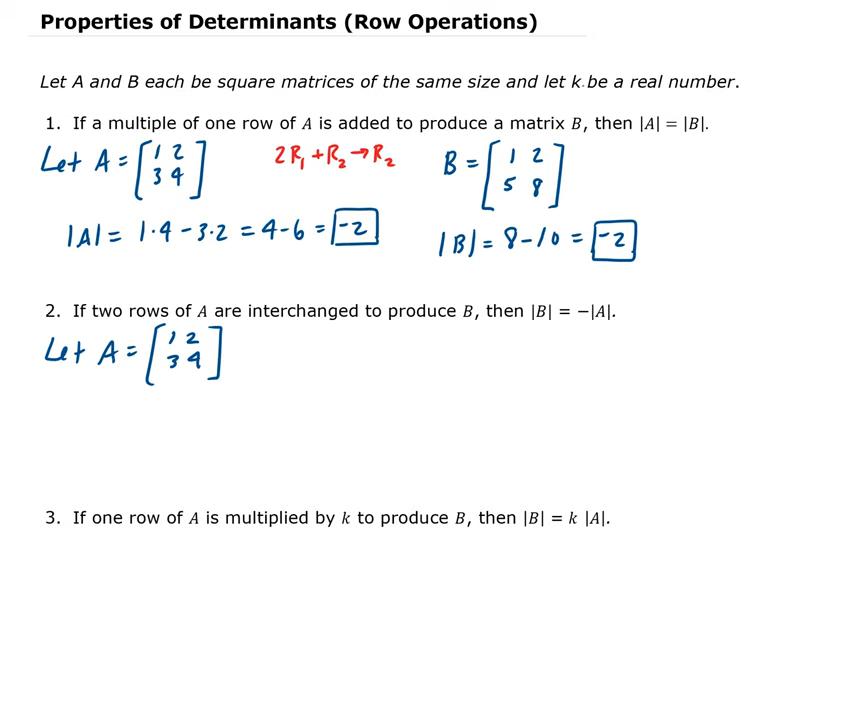 Properties of Determinants (Row Operations)
Let A and B each be square matrices of the same size and let k be a real number.
1. If a multiple of one row of A is added to produce a matrix B, then |A| = |B|.
Let A = [1 2
3 4]
2R₁ + R₂ → R₂
B = [1 2
5 8]
|A| = 1·4 − 3·2 = 4 − 6 = -2
|B| = 8 − 10 = -2
2. If two rows of A are interchanged to produce B, then |B| = −|A|.
Let A = [1 2
3 4]
3. If one row of A is multiplied by k to produce B, then |B| = k |A|.